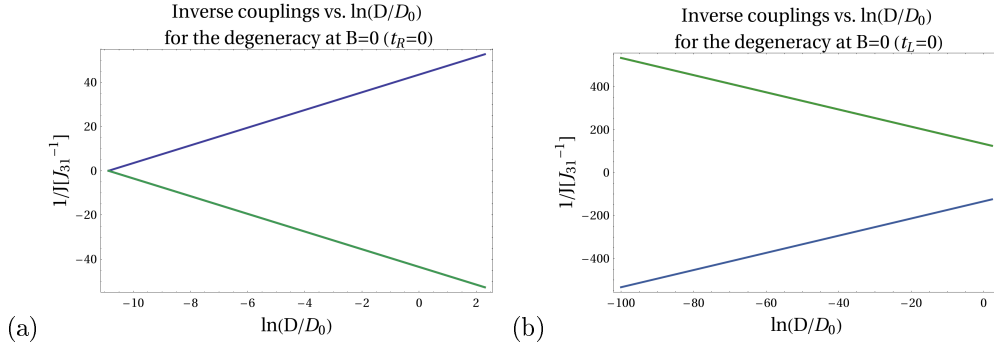 Inverse couplings vs. ln(D/D₀)
for the degeneracy at B=0 (t_R=0)
40
20
0
−20
−40
1/J[J₃₁⁻¹]
−10
−8
−6
−4
−2
0
2
ln(D/D₀)
(a)
Inverse couplings vs. ln(D/D₀)
for the degeneracy at B=0 (t_L=0)
400
200
0
−200
−400
1/J[J₃₁⁻¹]
−100
−80
−60
−40
−20
0
ln(D/D₀)
(b)